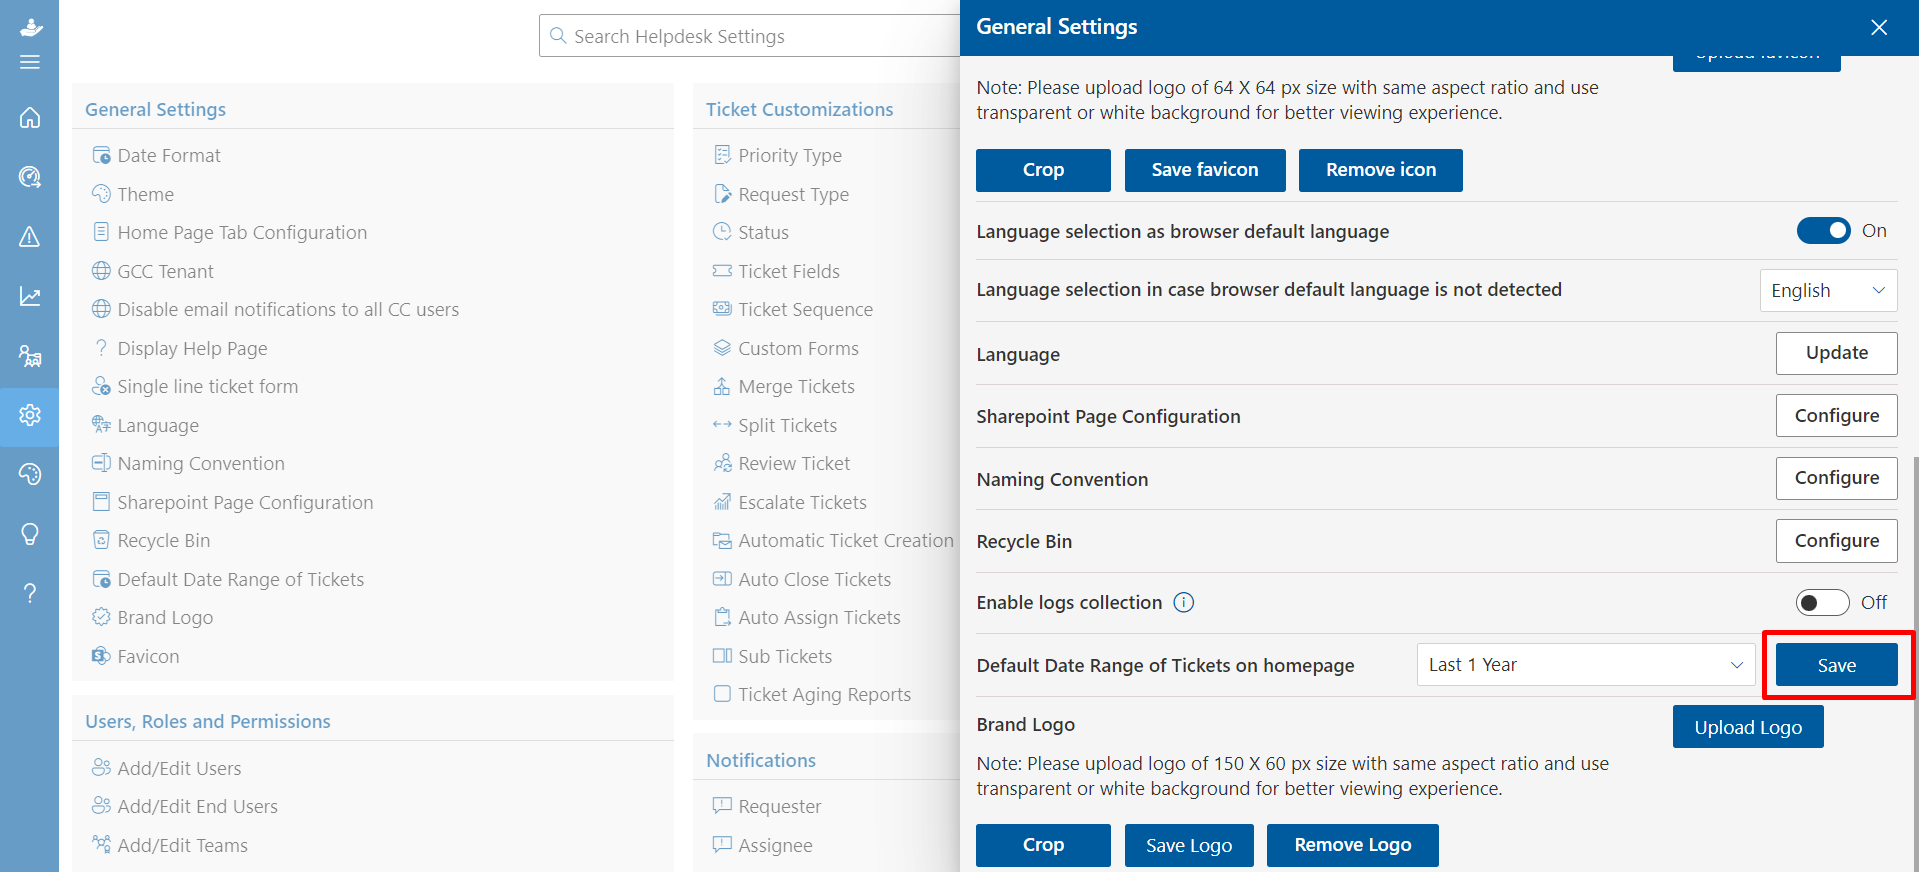 Search Helpdesk Settings
General Settings
Date Format
Theme
Home Page Tab Configuration
GCC Tenant
Disable email notifications to all CC users
Display Help Page
Single line ticket form
Language
Naming Convention
Sharepoint Page Configuration
Recycle Bin
Default Date Range of Tickets
Brand Logo
Favicon
Users, Roles and Permissions
Add/Edit Users
Add/Edit End Users
Add/Edit Teams
Ticket Customizations
Priority Type
Request Type
Status
Ticket Fields
Ticket Sequence
Custom Forms
Merge Tickets
Split Tickets
Review Ticket
Escalate Tickets
Automatic Ticket Creation
Auto Close Tickets
Auto Assign Tickets
Sub Tickets
Ticket Aging Reports
Notifications
Requester
Assignee
General Settings
Upload favicon
Note: Please upload logo of 64 X 64 px size with same aspect ratio and use
transparent or white background for better viewing experience.
Crop Save favicon Remove icon
Language selection as browser default language On
Language selection in case browser default language is not detected English
Language Update
Sharepoint Page Configuration Configure
Naming Convention Configure
Recycle Bin Configure
Enable logs collection Off
Default Date Range of Tickets on homepage Last 1 Year Save
Brand Logo Upload Logo
Note: Please upload logo of 150 X 60 px size with same aspect ratio and use
transparent or white background for better viewing experience.
Crop Save Logo Remove Logo